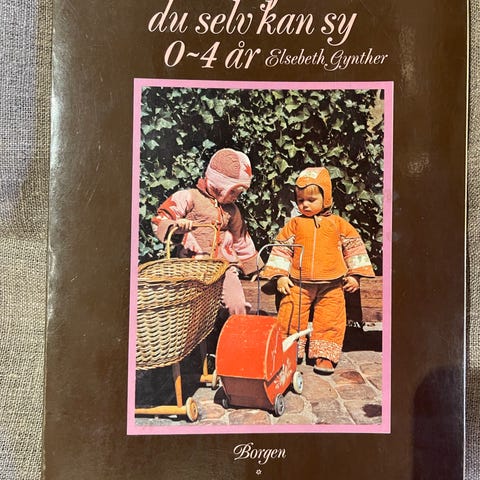 du selv kan sy
0-4 år Elsebeth Gynther
Borgen